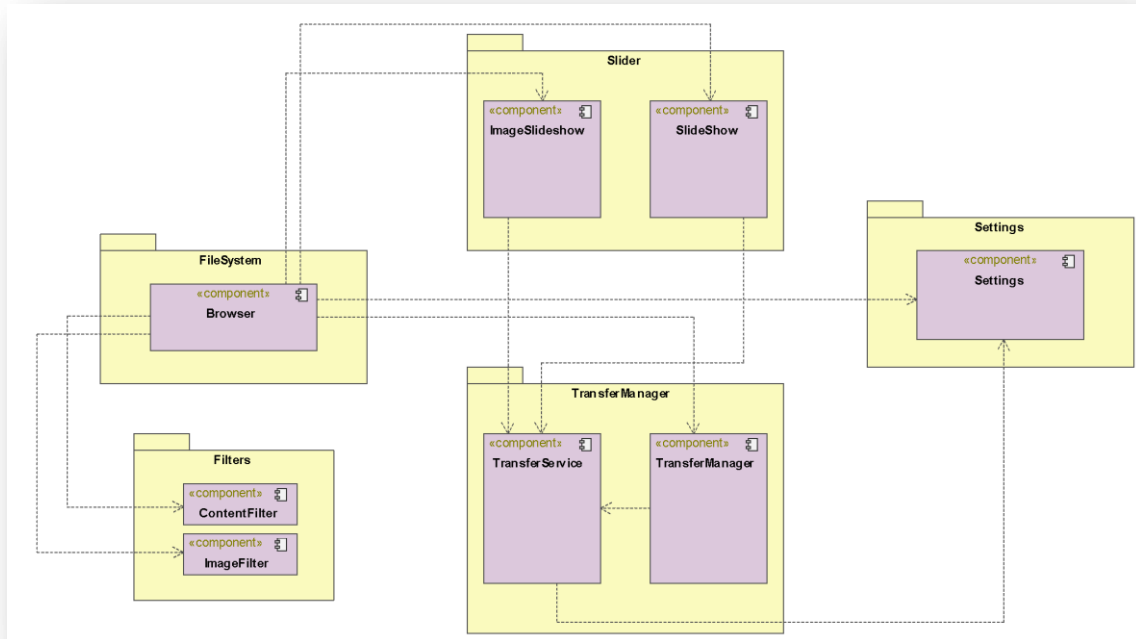 Slider
«component»
ImageSlideshow
«component»
SlideShow
Settings
«component»
Settings
FileSystem
«component»
Browser
TransferManager
«component»
TransferService
«component»
TransferManager
Filters
«component»
ContentFilter
«component»
ImageFilter